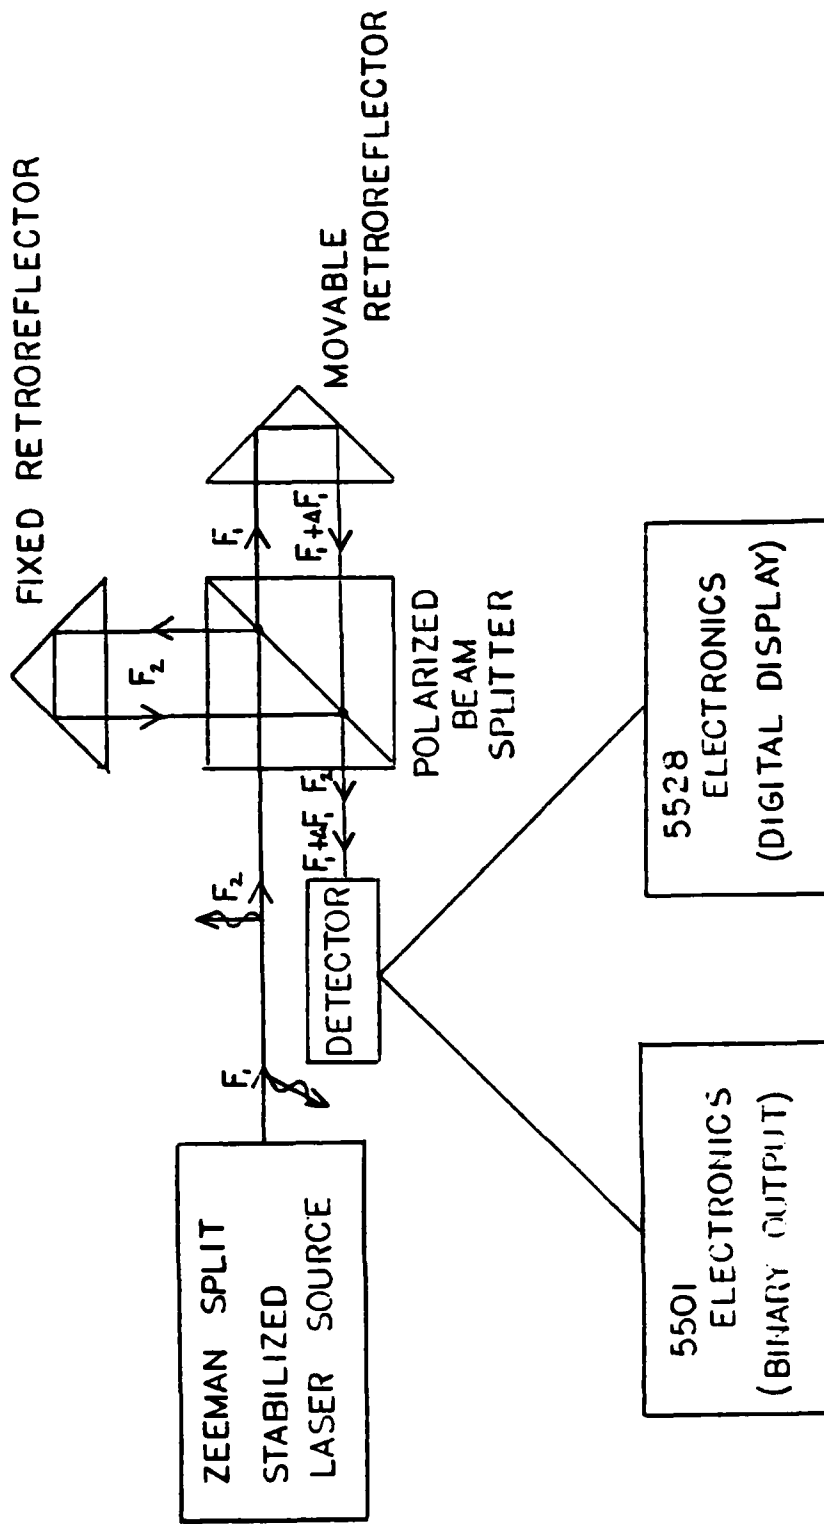 FIXED RETROREFLECTOR
MOVABLE
RETROREFLECTOR
F₂
F₁
F₁+ΔF₁
POLARIZED
BEAM
SPLITTER
F₁
F₂
F₁+ΔF₁ F₂
ZEEMAN SPLIT
STABILIZED
LASER SOURCE
DETECTOR
5501
ELECTRONICS
(BINARY OUTPUT)
5528
ELECTRONICS
(DIGITAL DISPLAY)